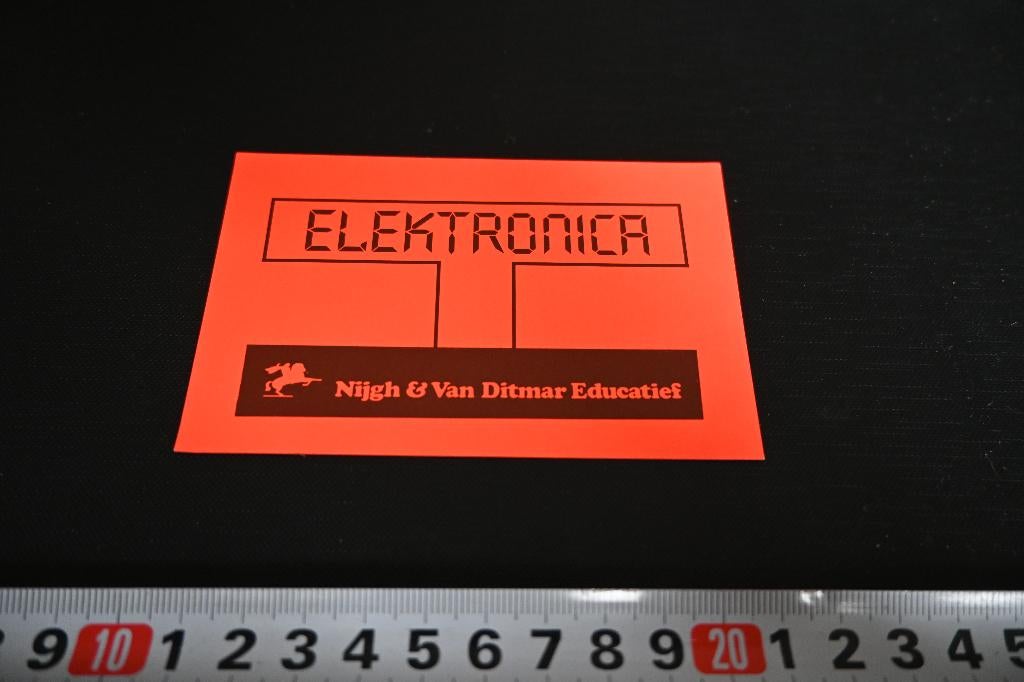 ELEKTRONICA
Nijgh & Van Ditmar Educatief
9 10 1 2 3 4 5 6 7 8 9 20 1 2 3 4 5